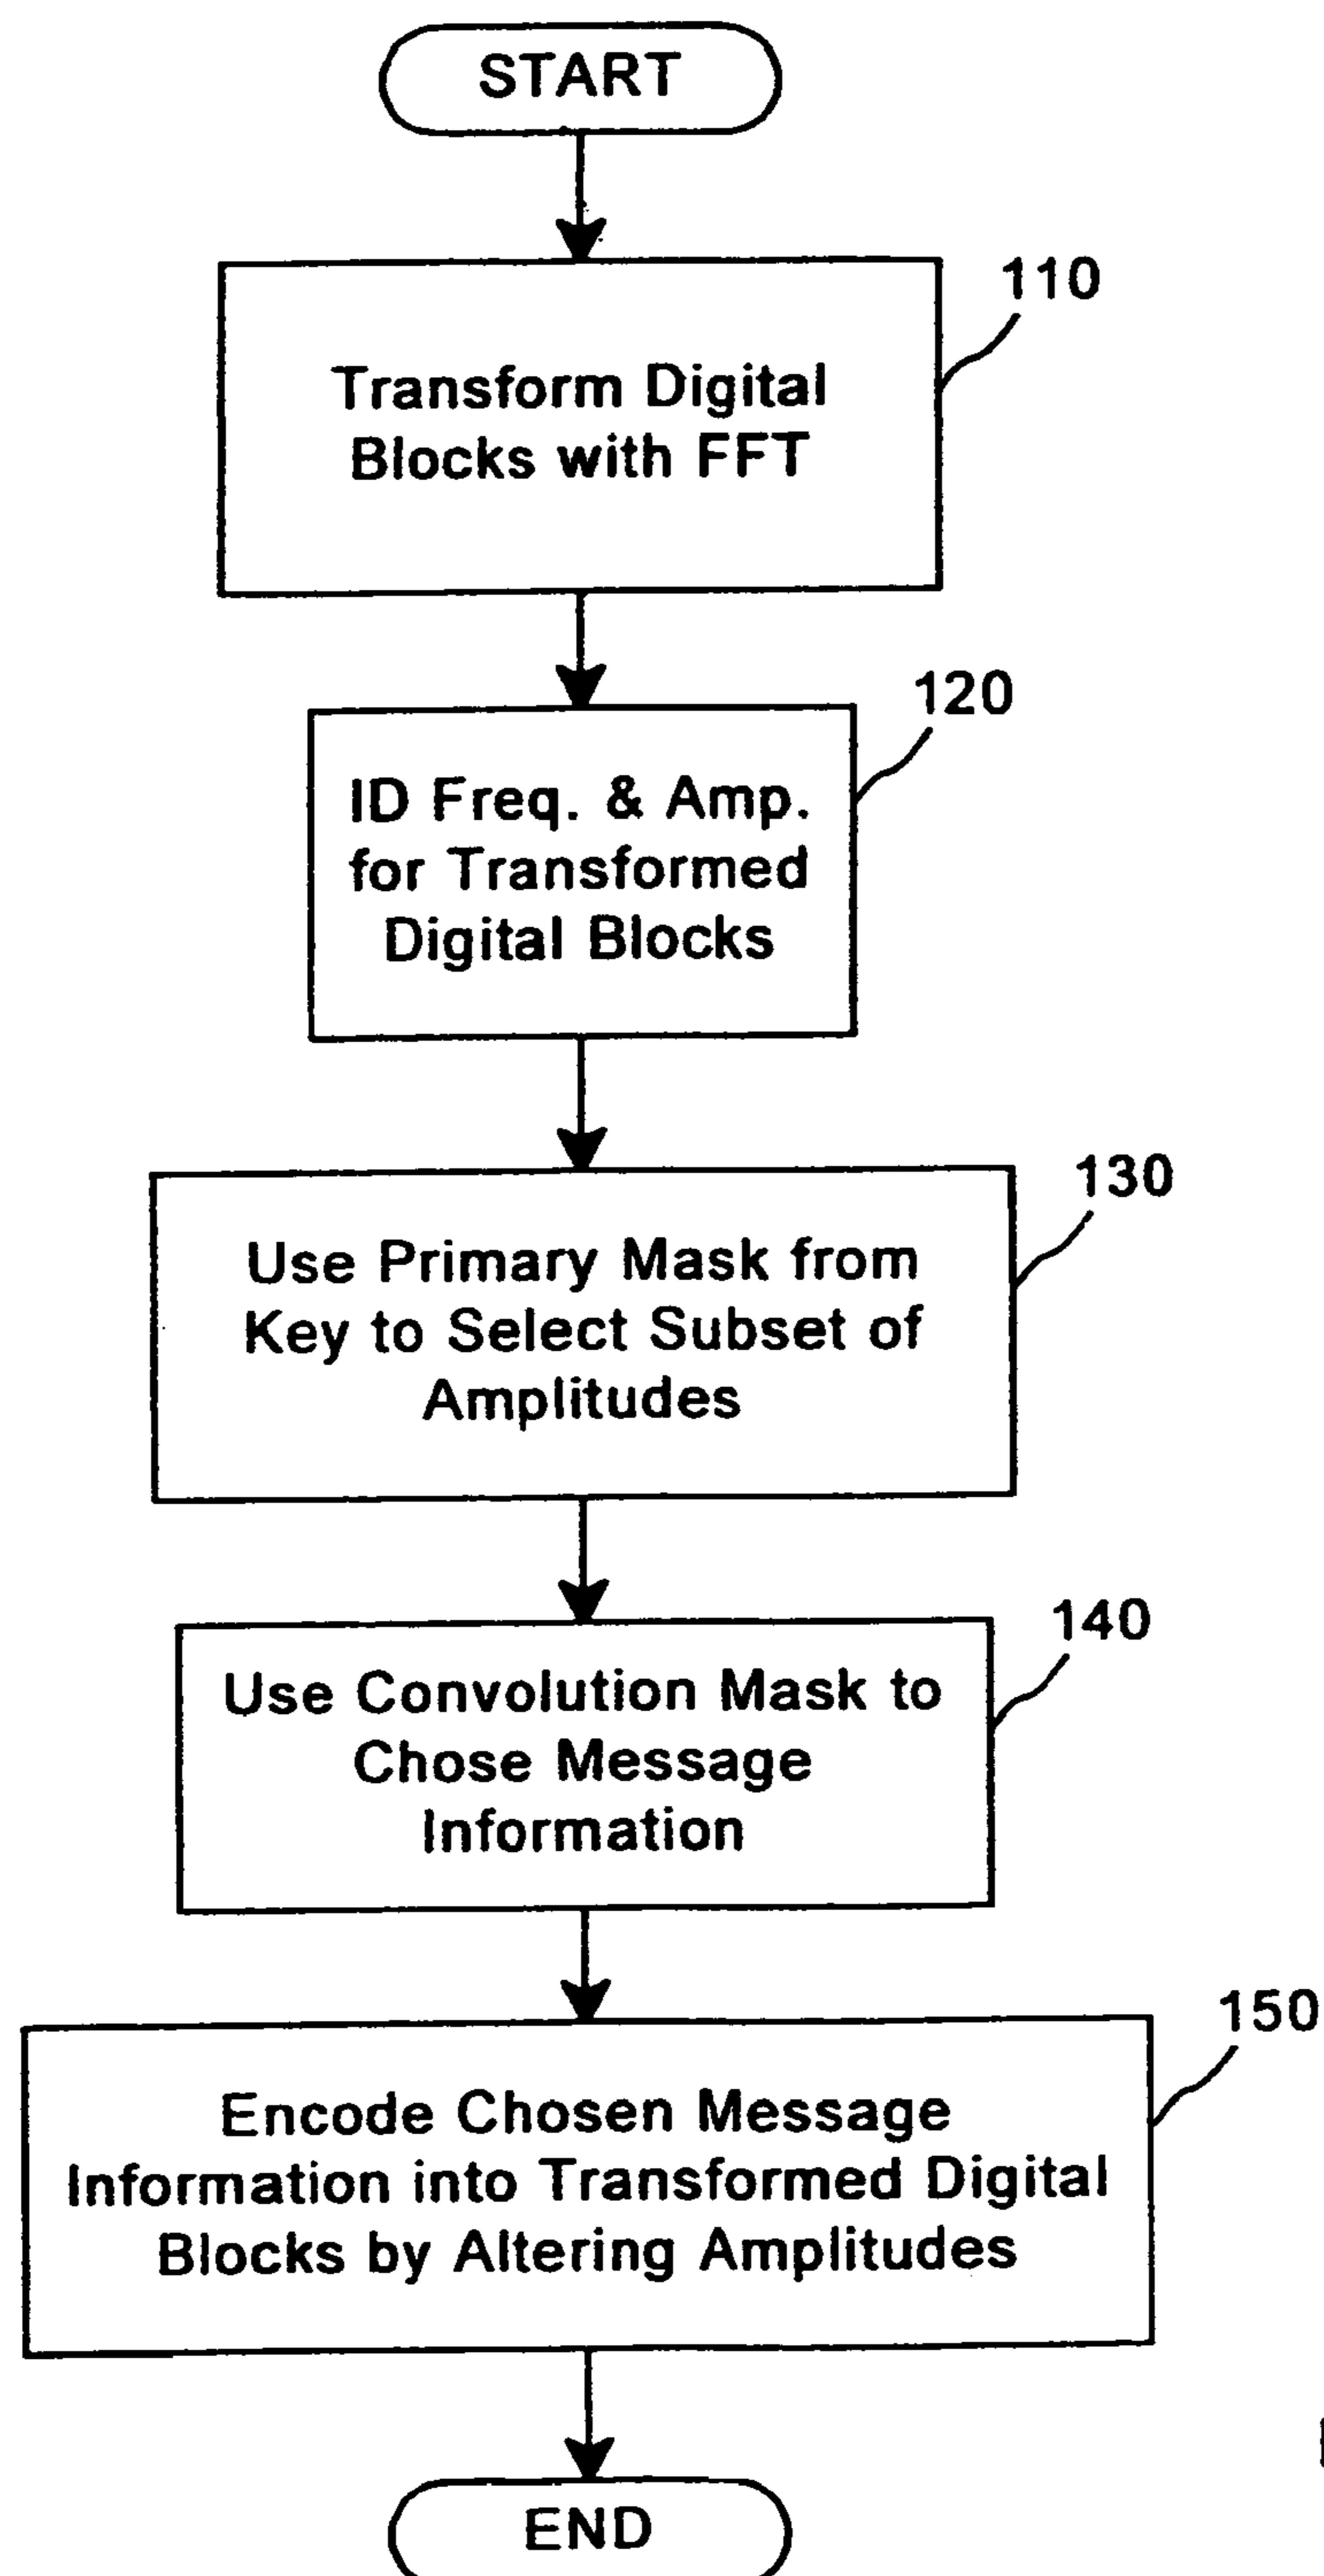 START
110
Transform Digital
Blocks with FFT
120
ID Freq. & Amp.
for Transformed
Digital Blocks
130
Use Primary Mask from
Key to Select Subset of
Amplitudes
140
Use Convolution Mask to
Chose Message
Information
150
Encode Chosen Message
Information into Transformed Digital
Blocks by Altering Amplitudes
END